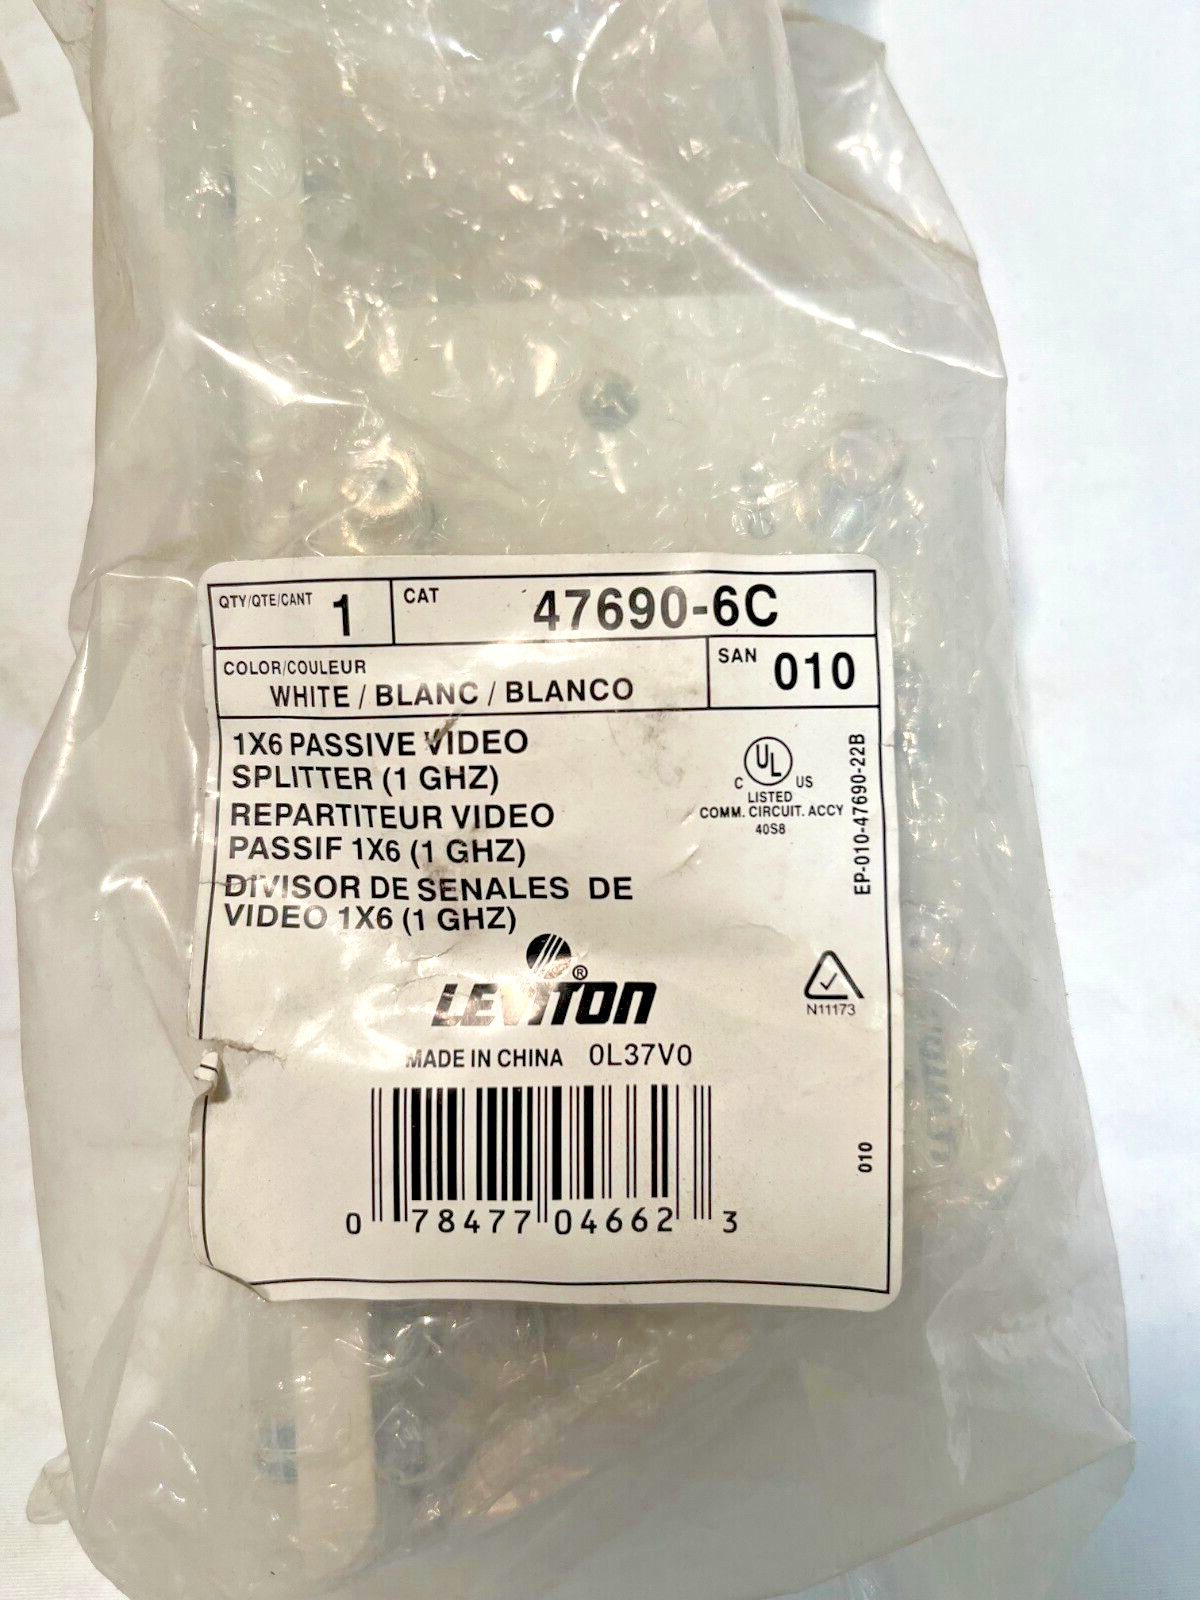 QTY/QTE/CANT 1 CAT 47690-6C
COLOR/COULEUR
WHITE / BLANC / BLANCO
SAN 010
1X6 PASSIVE VIDEO
SPLITTER (1 GHZ)
REPARTITEUR VIDEO
PASSIF 1X6 (1 GHZ)
DIVISOR DE SENALES DE
VIDEO 1X6 (1 GHZ)
C UL US
LISTED
COMM. CIRCUIT. ACCY
40S8
EP-010-47690-22B
LEVITON®
N11173
MADE IN CHINA 0L37V0
010
0 78477 04662 3